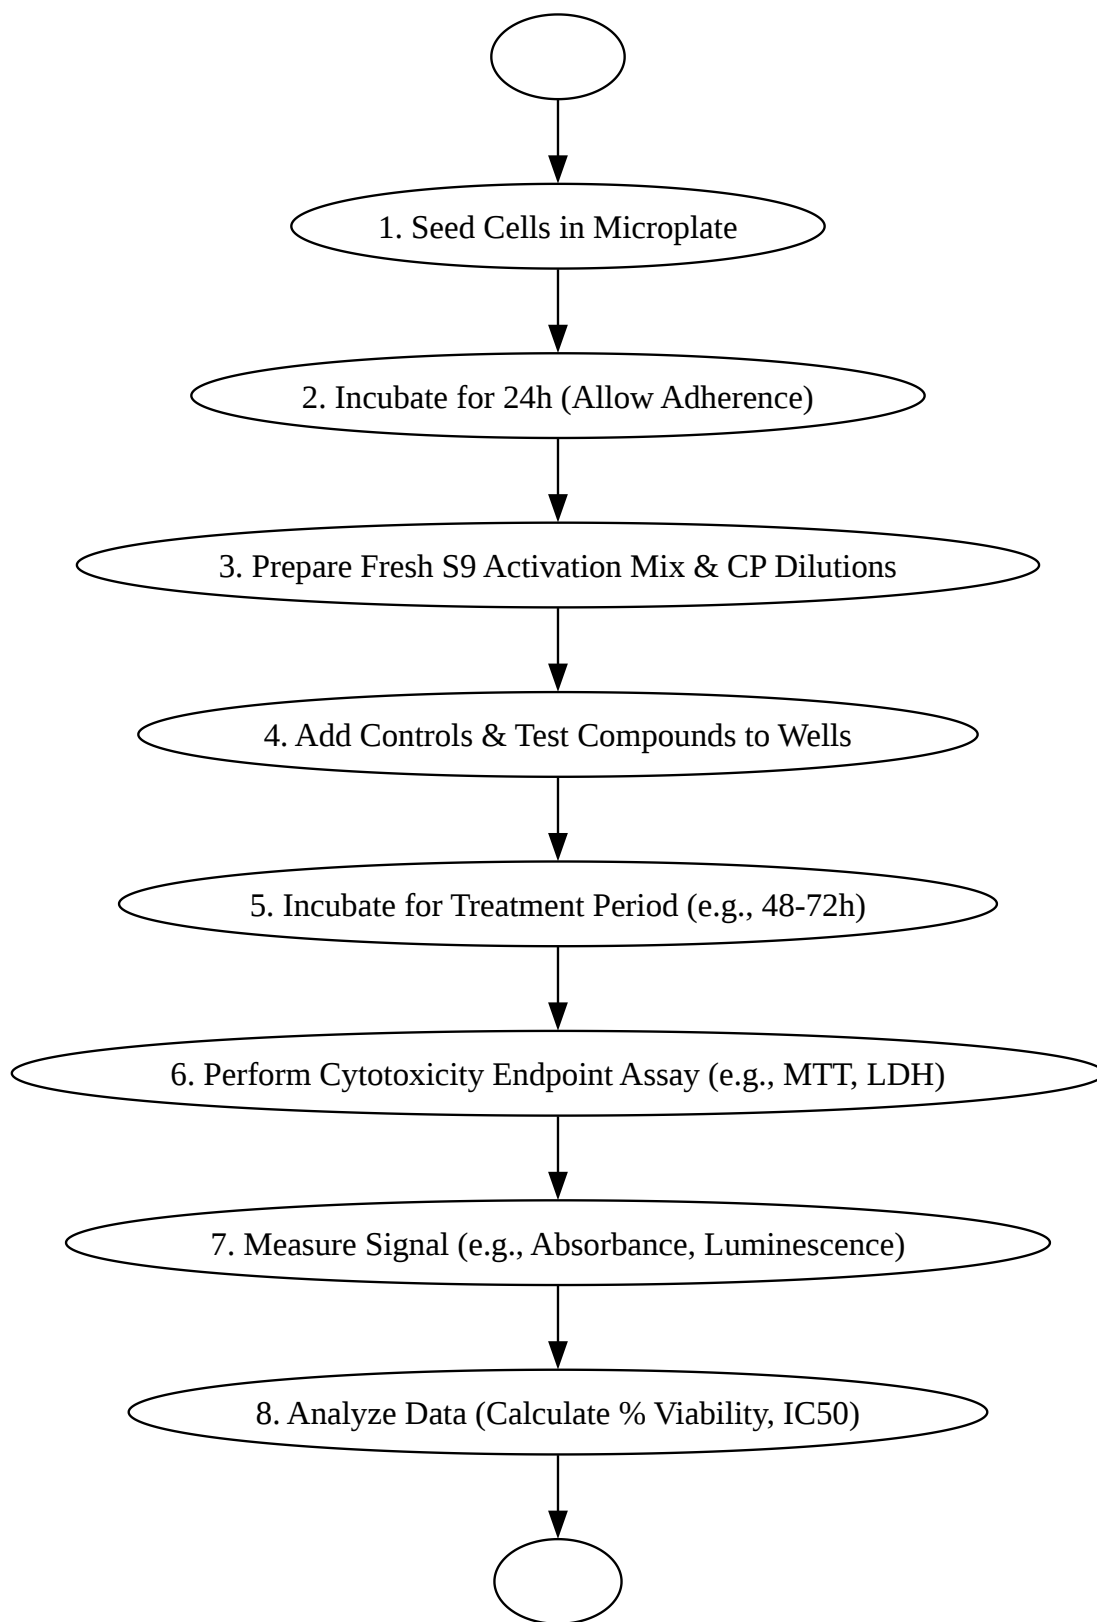 1. Seed Cells in Microplate
2. Incubate for 24h (Allow Adherence)
3. Prepare Fresh S9 Activation Mix & CP Dilutions
4. Add Controls & Test Compounds to Wells
5. Incubate for Treatment Period (e.g., 48-72h)
6. Perform Cytotoxicity Endpoint Assay (e.g., MTT, LDH)
7. Measure Signal (e.g., Absorbance, Luminescence)
8. Analyze Data (Calculate % Viability, IC50)